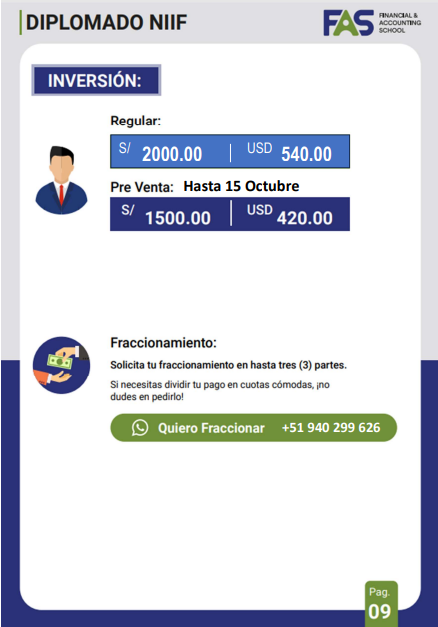 DIPLOMADO NIIF
FAS FINANCIAL &
ACCOUNTING
SCHOOL
INVERSIÓN:
Regular:
S/ 2000.00 | USD 540.00
Pre Venta: Hasta 15 Octubre
S/ 1500.00 | USD 420.00
Fraccionamiento:
Solicita tu fraccionamiento en hasta tres (3) partes.
Si necesitas dividir tu pago en cuotas cómodas, ¡no
dudes en pedirlo!
Quiero Fraccionar +51 940 299 626
Pag.
09